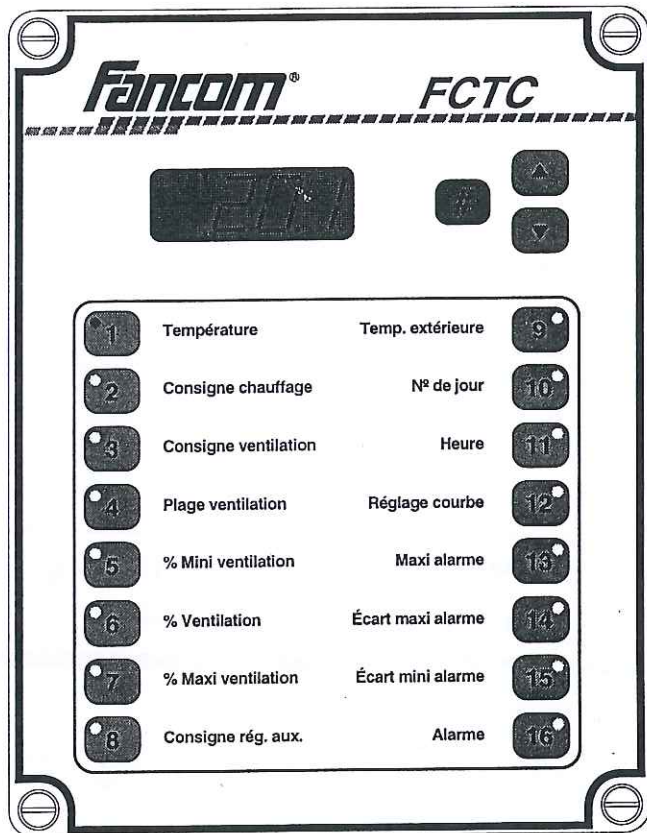 Fancom® FCTC
20.1 #
1 Température Temp. extérieure 9
2 Consigne chauffage Nº de jour 10
3 Consigne ventilation Heure 11
4 Plage ventilation Réglage courbe 12
5 % Mini ventilation Maxi alarme 13
6 % Ventilation Écart maxi alarme 14
7 % Maxi ventilation Écart mini alarme 15
8 Consigne rég. aux. Alarme 16